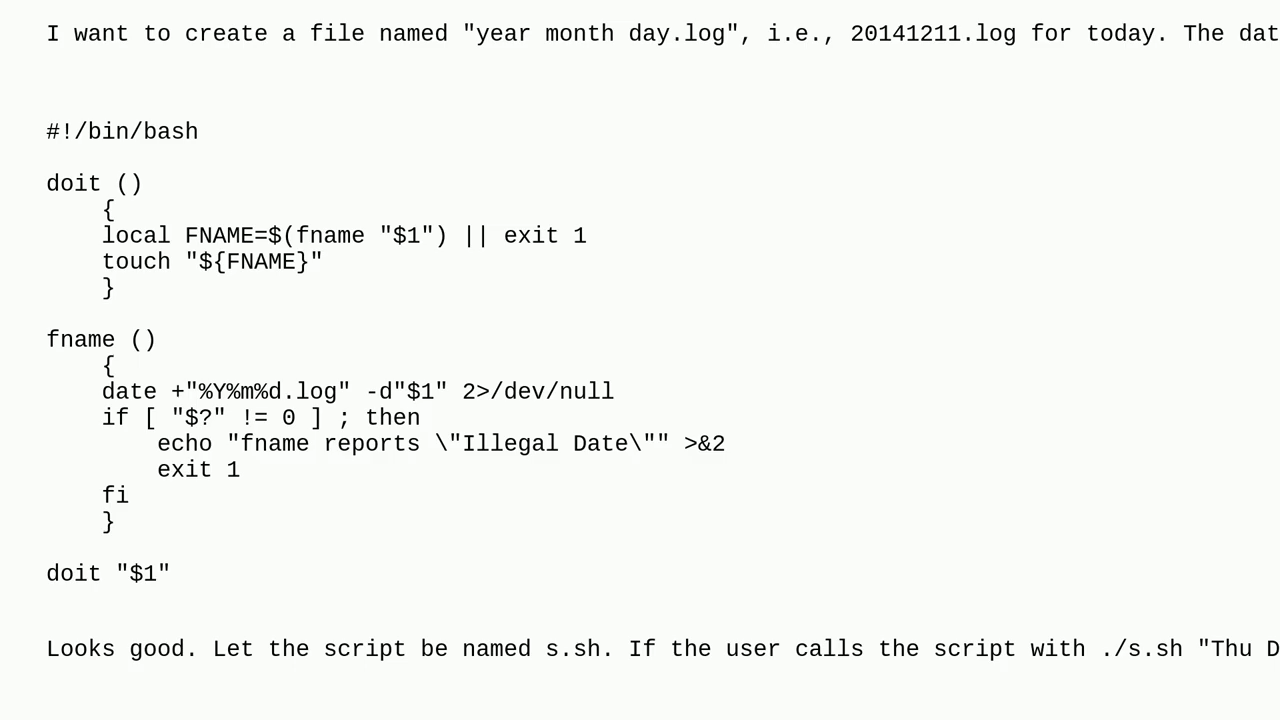 I want to create a file named "year month day.log", i.e., 20141211.log for today. The dat
#!/bin/bash
doit ()
    {
    local FNAME=$(fname "$1") || exit 1
    touch "${FNAME}"
    }
fname ()
    {
    date +"%Y%m%d.log" -d"$1" 2>/dev/null
    if [ "$?" != 0 ] ; then
        echo "fname reports \"Illegal Date\"" >&2
        exit 1
    fi
    }
doit "$1"
Looks good. Let the script be named s.sh. If the user calls the script with ./s.sh "Thu D